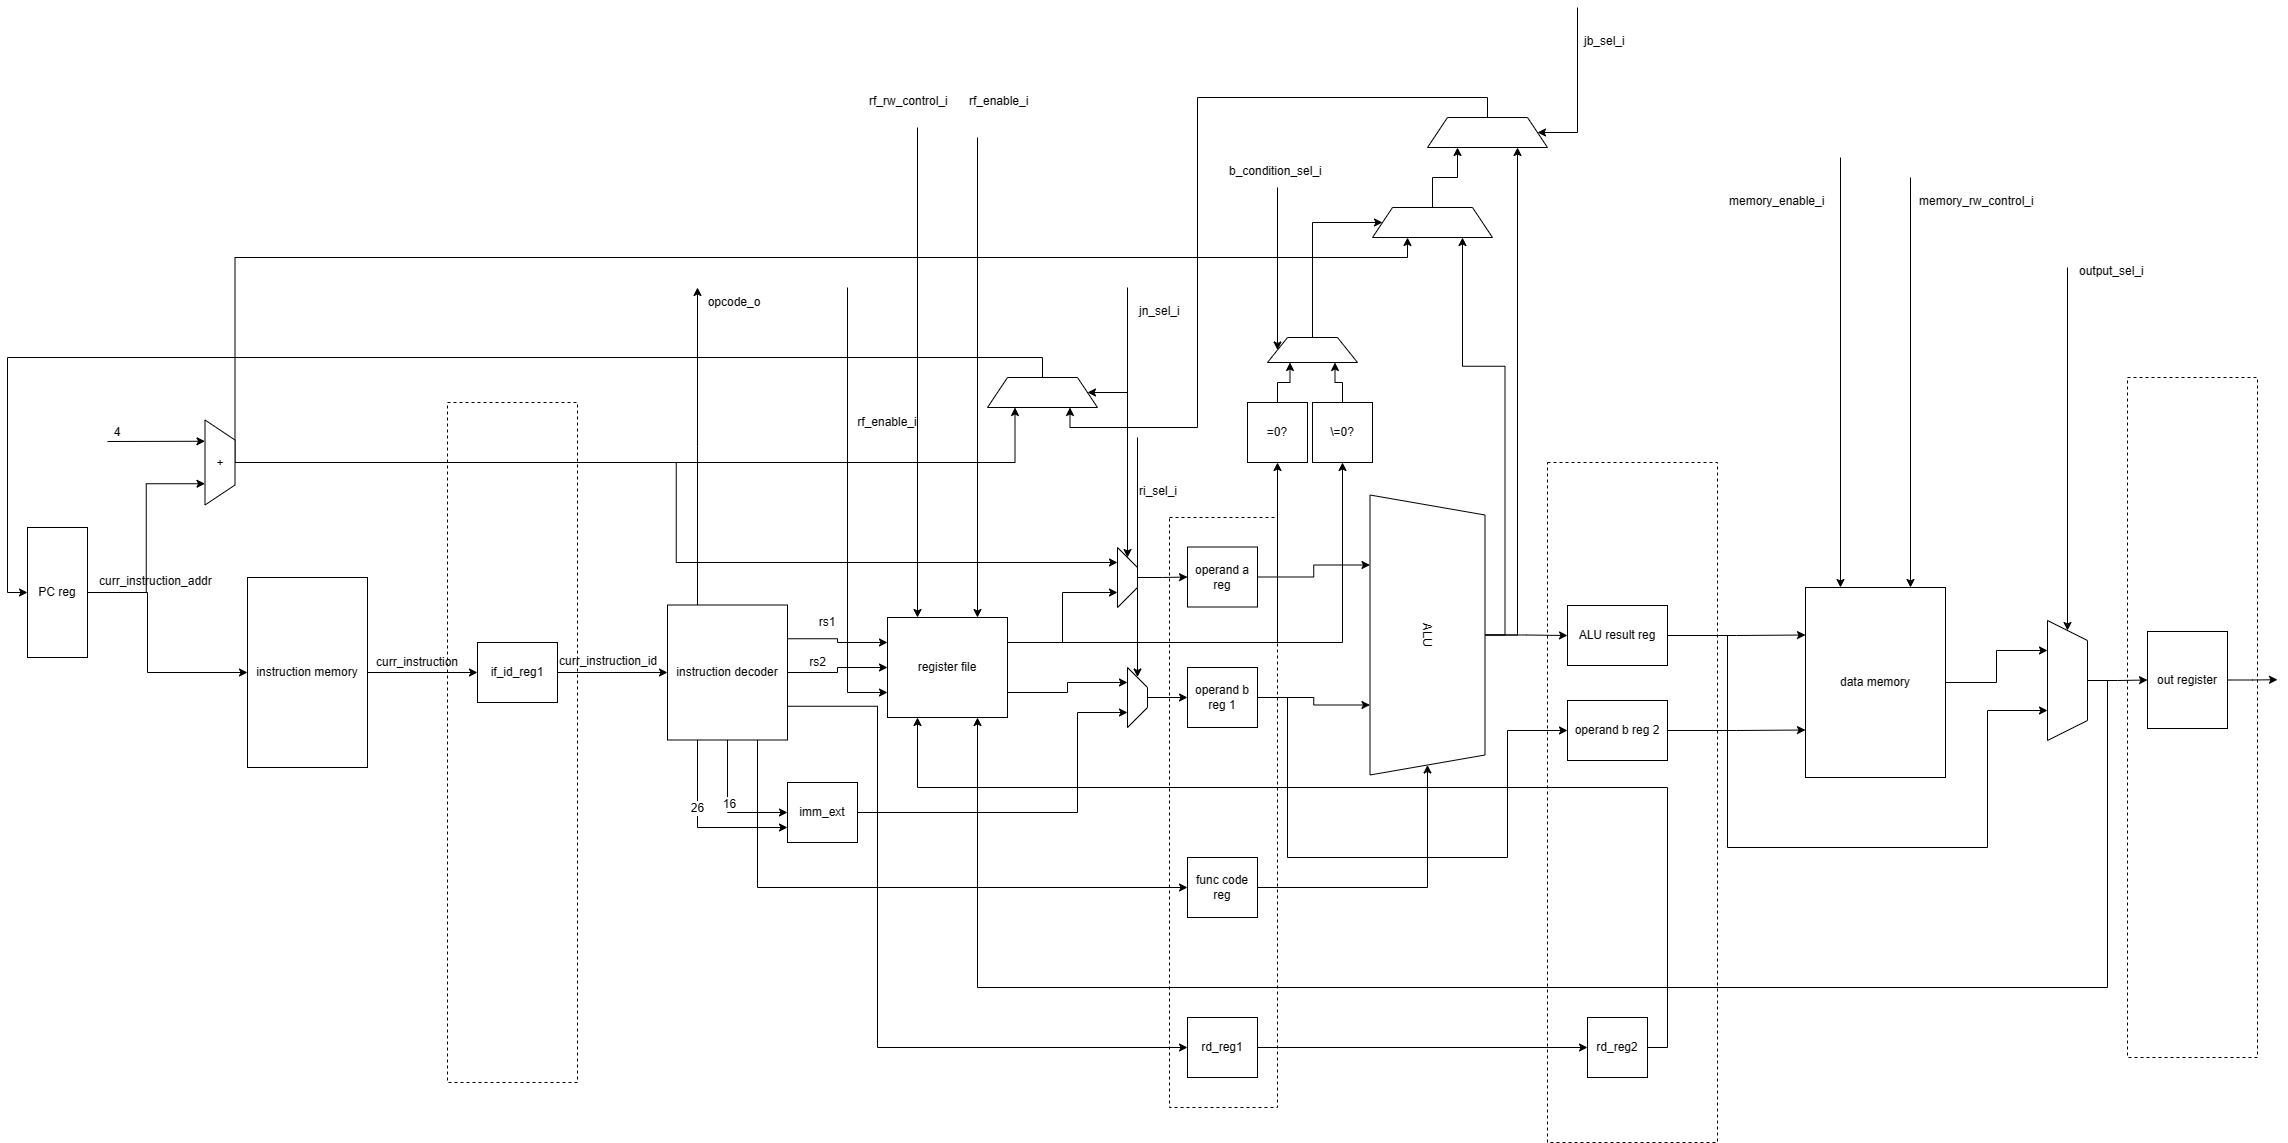 jb_sel_i
rf_rw_control_i
rf_enable_i
b_condition_sel_i
memory_enable_i
memory_rw_control_i
output_sel_i
opcode_o
jn_sel_i
rf_enable_i
4
+
=0?
\=0?
ri_sel_i
PC reg
curr_instruction_addr
operand a
reg
ALU
ALU result reg
rs1
rs2
instruction memory
curr_instruction
if_id_reg1
curr_instruction_id
instruction decoder
register file
operand b
reg 1
operand b reg 2
data memory
out register
26
16
imm_ext
func code
reg
rd_reg1
rd_reg2